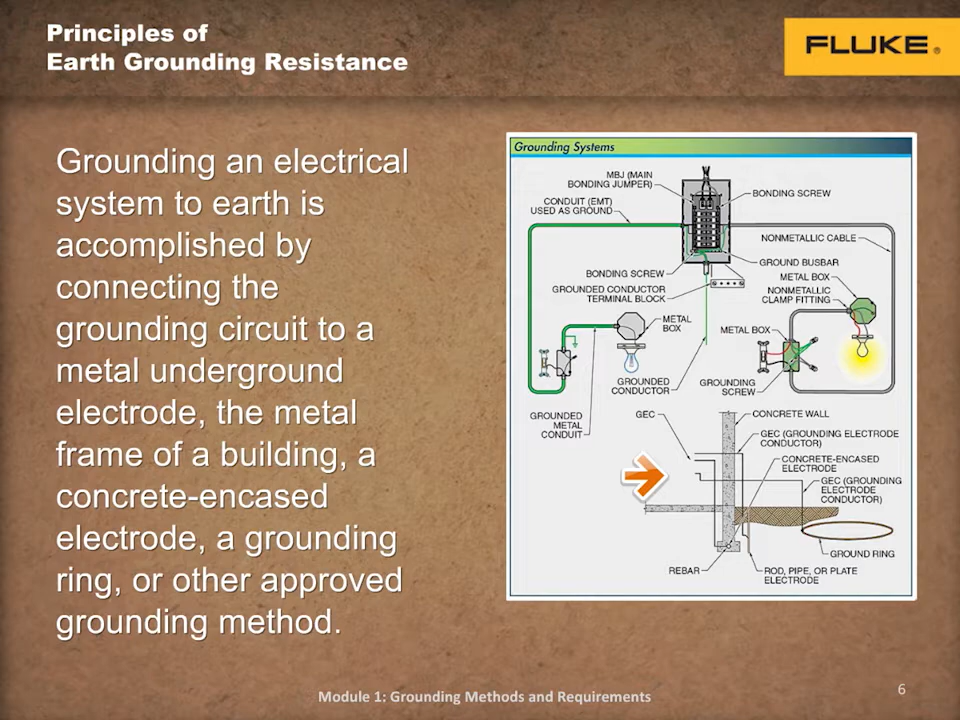 Principles of
Earth Grounding Resistance
FLUKE®
Grounding an electrical
system to earth is
accomplished by
connecting the
grounding circuit to a
metal underground
electrode, the metal
frame of a building, a
concrete-encased
electrode, a grounding
ring, or other approved
grounding method.
Grounding Systems
MBJ (MAIN
BONDING JUMPER)
BONDING SCREW
CONDUIT (EMT)
USED AS GROUND
NONMETALLIC CABLE
GROUND BUSBAR
BONDING SCREW
METAL BOX
GROUNDED CONDUCTOR
TERMINAL BLOCK
NONMETALLIC
CLAMP FITTING
METAL
BOX
METAL BOX
GROUNDED
CONDUCTOR
GROUNDING
SCREW
GROUNDED
METAL
CONDUIT
GEC
CONCRETE WALL
GEC (GROUNDING ELECTRODE
CONDUCTOR)
CONCRETE-ENCASED
ELECTRODE
GEC (GROUNDING
ELECTRODE
CONDUCTOR)
GROUND RING
REBAR
ROD, PIPE, OR PLATE
ELECTRODE
Module 1: Grounding Methods and Requirements
6